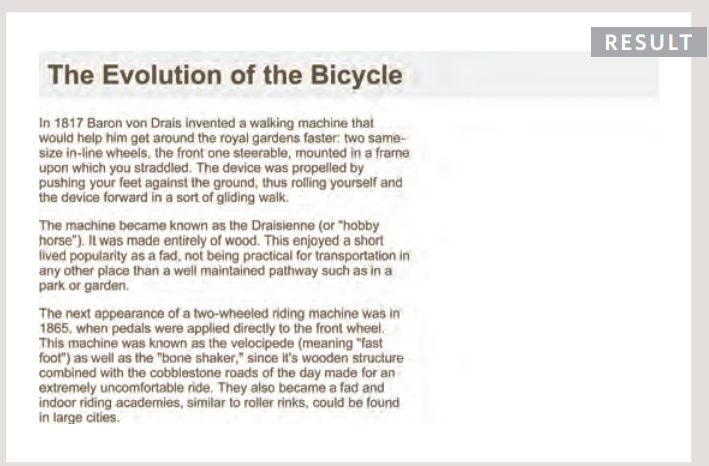 RESULT
The Evolution of the Bicycle
In 1817 Baron von Drais invented a walking machine that
would help him get around the royal gardens faster: two same-
size in-line wheels, the front one steerable, mounted in a frame
upon which you straddled. The device was propelled by
pushing your feet against the ground, thus rolling yourself and
the device forward in a sort of gliding walk.
The machine became known as the Draisienne (or "hobby
horse"). It was made entirely of wood. This enjoyed a short
lived popularity as a fad, not being practical for transportation in
any other place than a well maintained pathway such as in a
park or garden.
The next appearance of a two-wheeled riding machine was in
1865, when pedals were applied directly to the front wheel.
This machine was known as the velocipede (meaning "fast
foot") as well as the "bone shaker," since it's wooden structure
combined with the cobblestone roads of the day made for an
extremely uncomfortable ride. They also became a fad and
indoor riding academies, similar to roller rinks, could be found
in large cities.